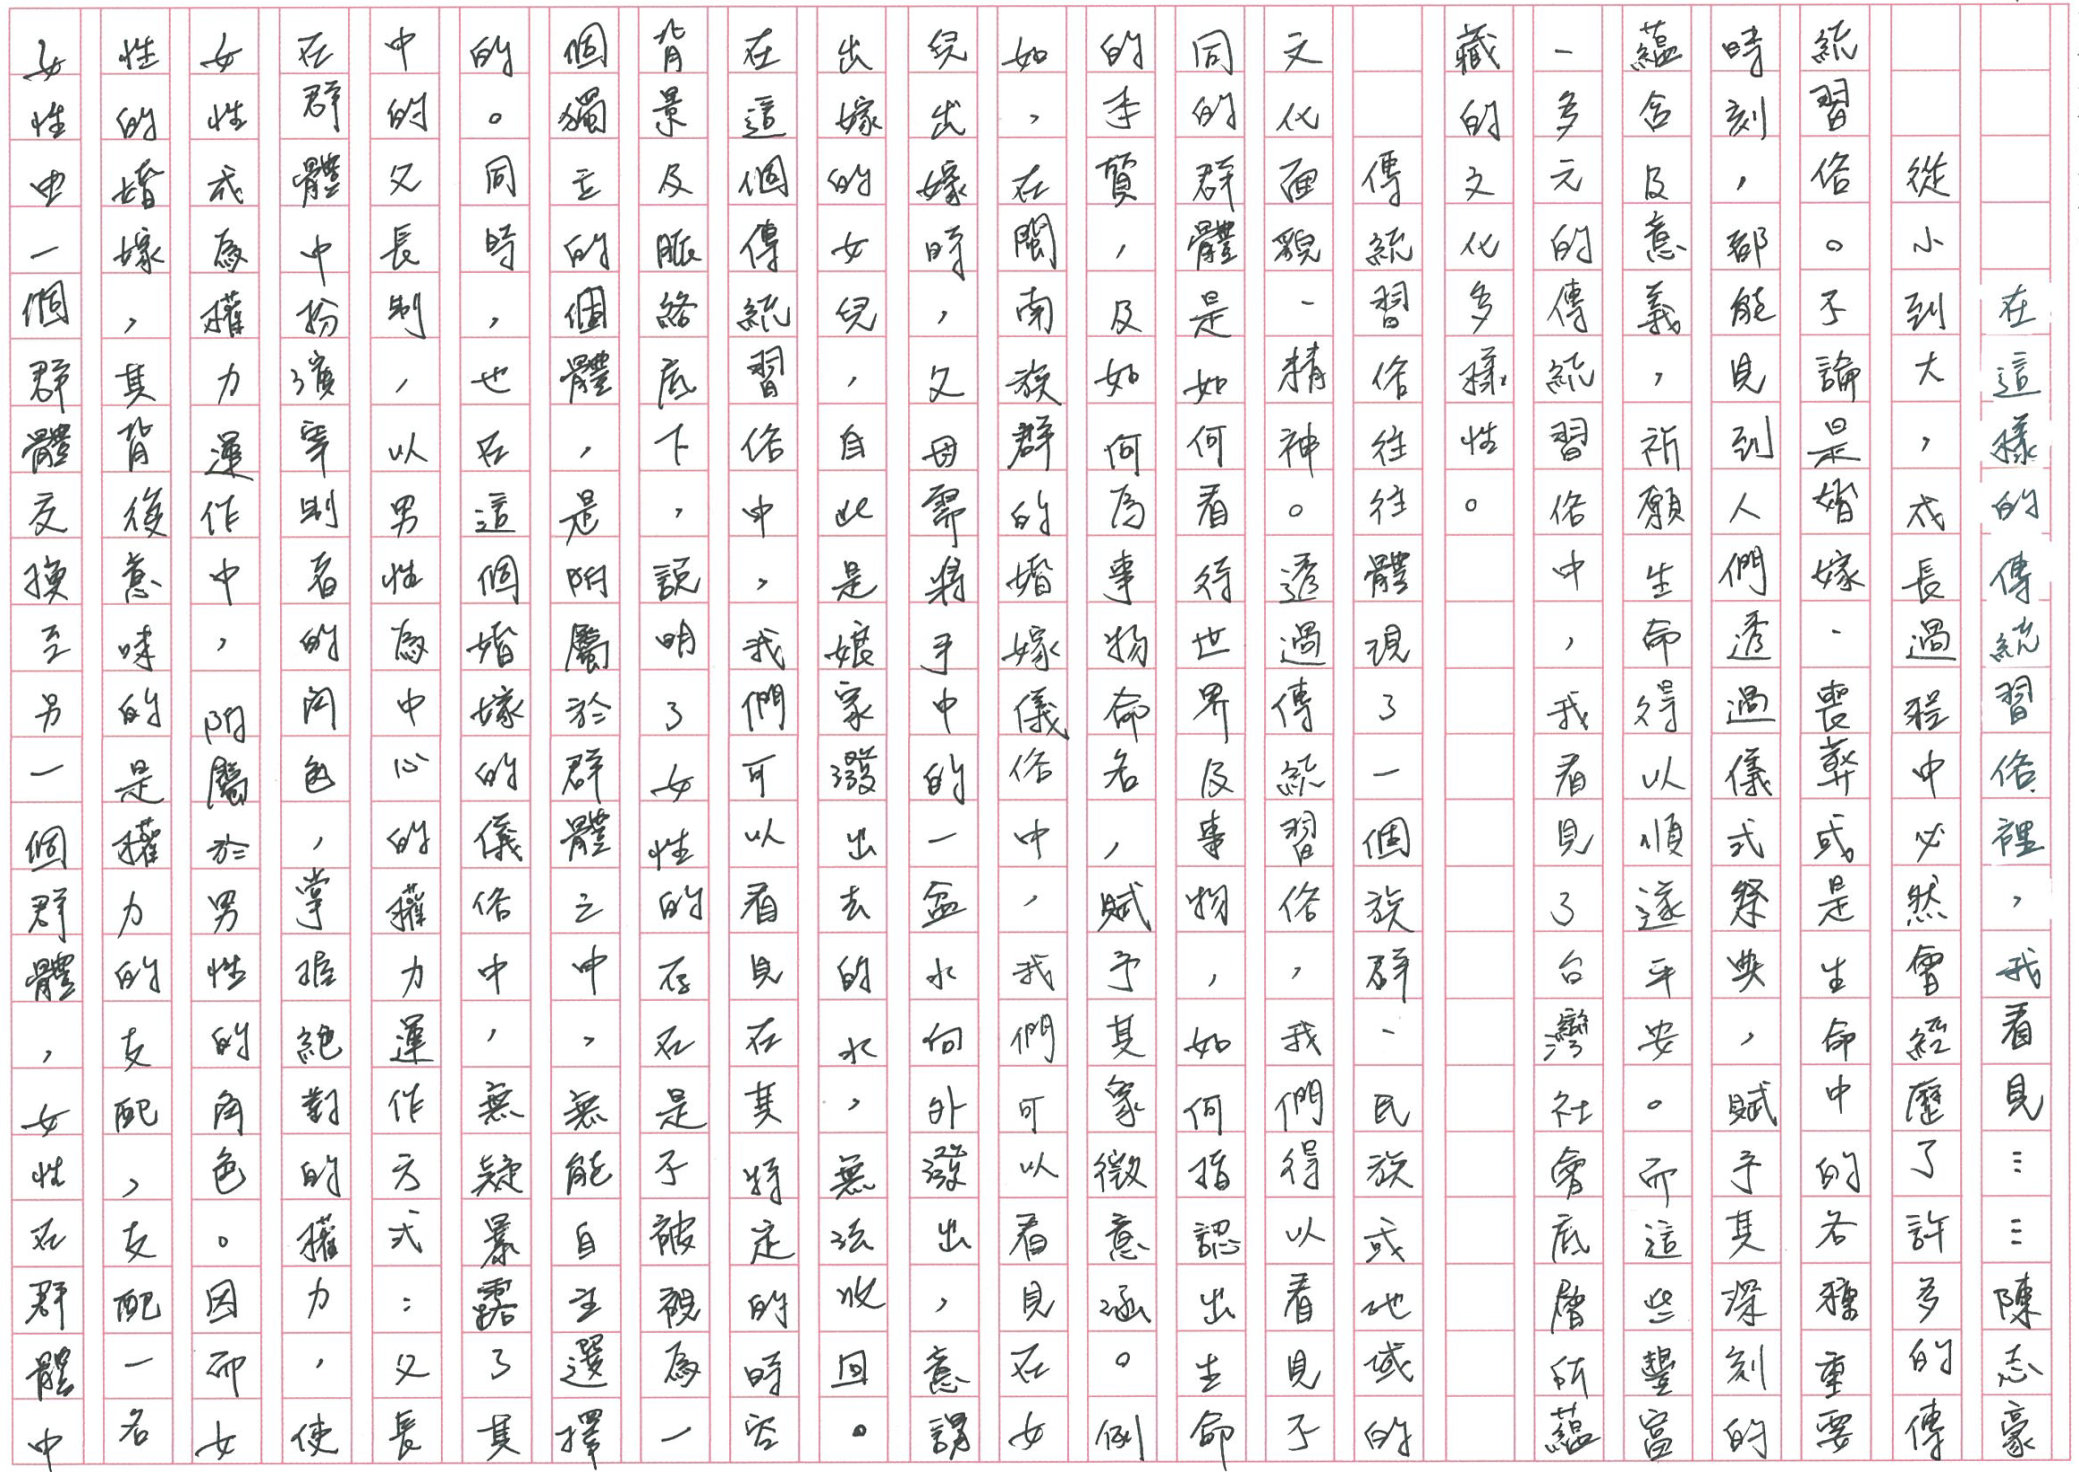 在這樣的傳統習俗裡,我看見……陳志豪
從小到大,成長過程中必然會經歷了許多的傳
統習俗。不論是婚嫁、喪葬或是生命中的各種重要
時刻,都能見到人們透過儀式祭典,賦予其深刻的
蘊含及意義,祈願生命得以順遂平安。而這些豐富
一多元的傳統習俗中,我看見了台灣社會底層所蘊
藏的文化多樣性。
傳統習俗往往體現了一個族群、民族或地域的
文化面貌、精神。透過傳統習俗,我們得以看見不
同的群體是如何看待世界及事物,如何指認出生命
的本質,及如何為事物命名,賦予其象徵意涵。例
如,在閩南族群的婚嫁儀俗中,我們可以看見在女
兒出嫁時,父母需將手中的一盆水向外潑出,意謂
出嫁的女兒,自此是娘家潑出去的水,無法收回。
在這個傳統習俗中,我們可以看見在其特定的時空
背景及脈絡底下,說明了女性的存在是不被視為一
個獨立的個體,是附屬於群體之中,無能自主選擇
的。同時,也在這個婚嫁的儀俗中,無疑暴露了其
中的父長制,以男性為中心的權力運作方式:父長
在群體中扮演宰制者的角色,掌握絕對的權力,使
女性成為權力運作中,附屬於男性的角色。因而女
性的婚嫁,其背後意味的是權力的支配,支配一名
女性由一個群體交換至另一個群體,女性在群體中